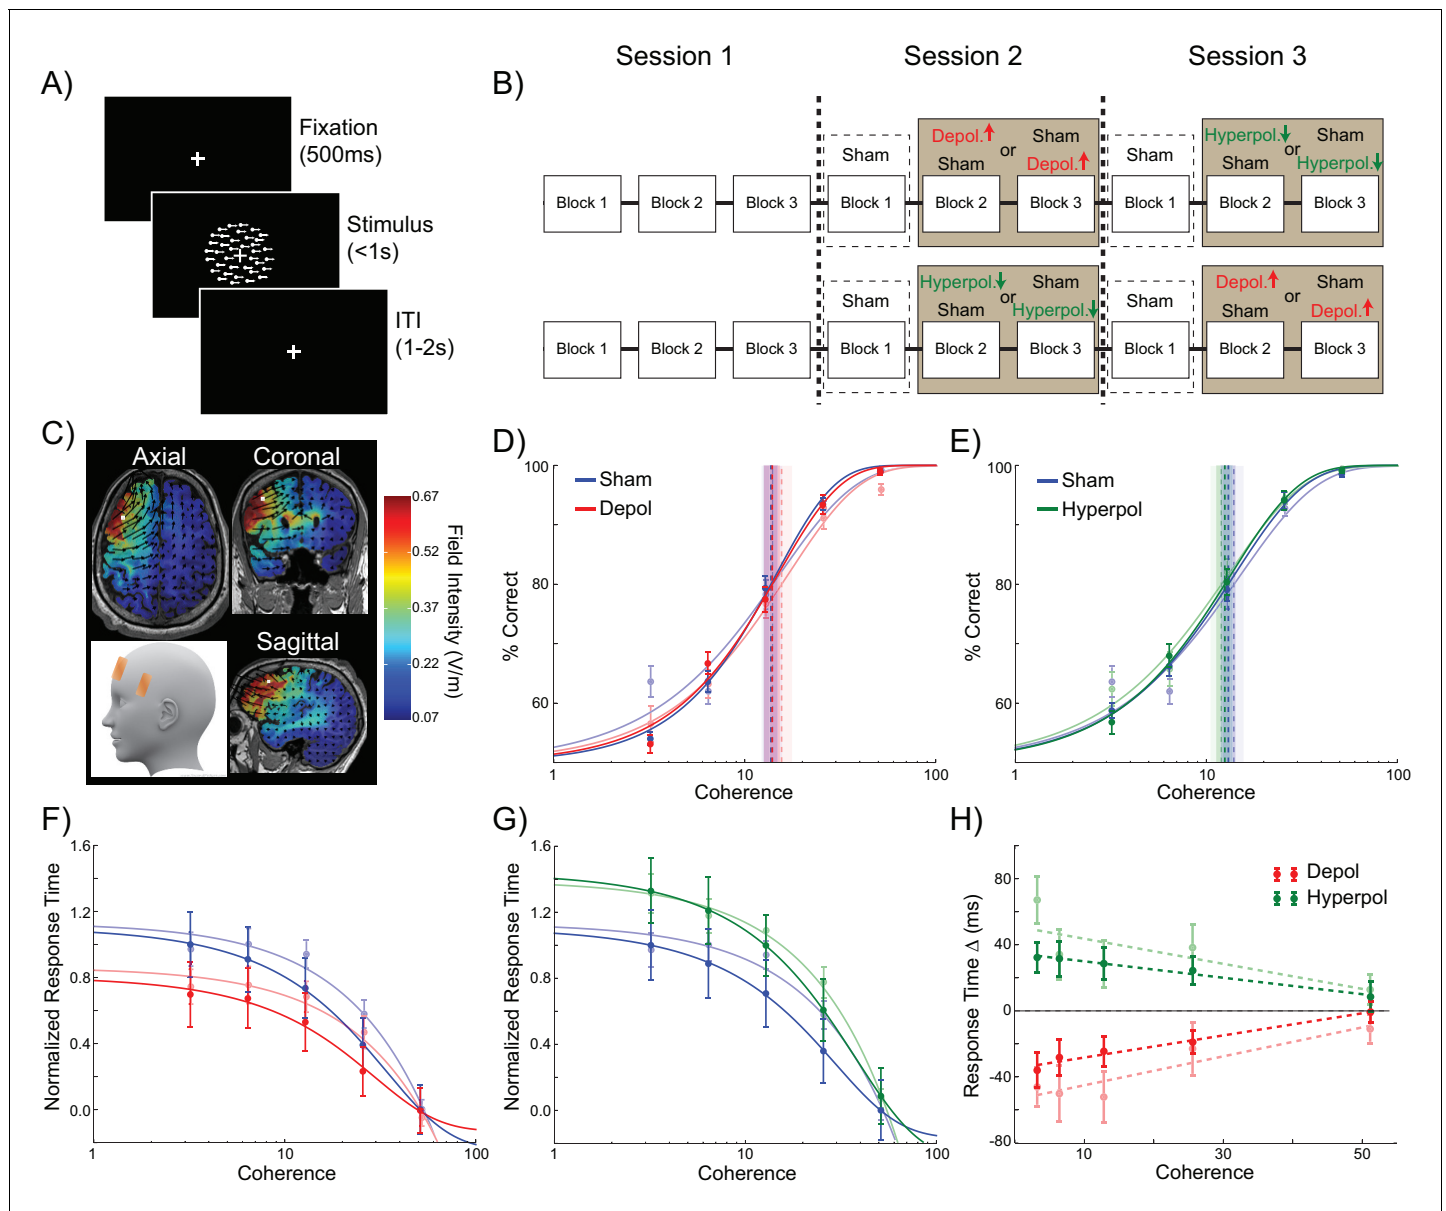 Session 1
Session 2
Session 3
A)
Fixation
(500ms)
Stimulus
(<1s)
ITI
(1-2s)
B)
Sham
Depol.
Sham
or
Sham
Depol.
Sham
Hyperpol.
Sham
or
Sham
Hyperpol.
Block 1
Block 2
Block 3
Block 1
Block 2
Block 3
Block 1
Block 2
Block 3
Sham
Hyperpol.
Sham
or
Sham
Hyperpol.
Sham
Depol.
Sham
or
Sham
Depol.
Block 1
Block 2
Block 3
Block 1
Block 2
Block 3
Block 1
Block 2
Block 3
C)
Axial
Coronal
Sagittal
0.67
0.52
0.37
0.22
0.07
Field Intensity (V/m)
D)
Sham
Depol
100
80
60
% Correct
1
10
100
Coherence
E)
Sham
Hyperpol
100
80
60
% Correct
1
10
100
Coherence
F)
1.6
1.2
0.8
0.4
0.0
Normalized Response Time
1
10
100
Coherence
G)
1.6
1.2
0.8
0.4
0.0
Normalized Response Time
1
10
100
Coherence
H)
Depol
Hyperpol
80
40
0
-40
-80
Response Time Δ (ms)
10
30
50
Coherence